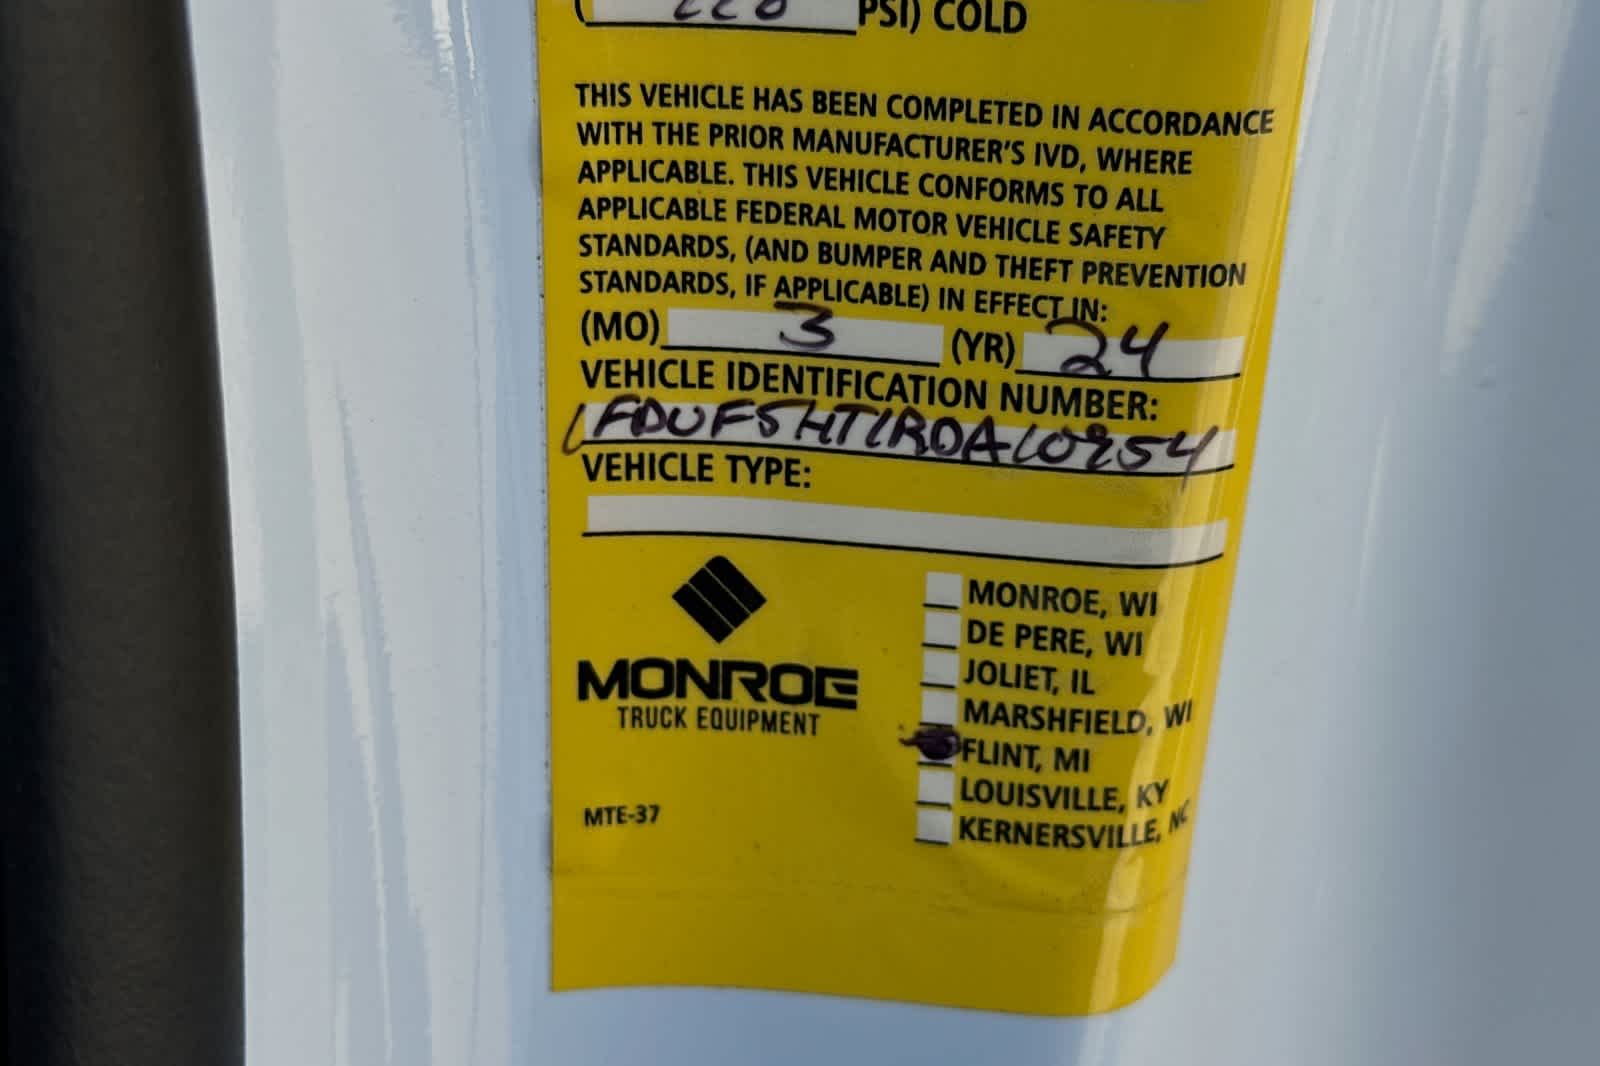 ( 220 PSI) COLD
THIS VEHICLE HAS BEEN COMPLETED IN ACCORDANCE
WITH THE PRIOR MANUFACTURER'S IVD, WHERE
APPLICABLE. THIS VEHICLE CONFORMS TO ALL
APPLICABLE FEDERAL MOTOR VEHICLE SAFETY
STANDARDS, (AND BUMPER AND THEFT PREVENTION
STANDARDS, IF APPLICABLE) IN EFFECT IN:
(MO) 3 (YR) 24
VEHICLE IDENTIFICATION NUMBER:
1FDUF5HT1RDA10954
VEHICLE TYPE:
MONROE
TRUCK EQUIPMENT
MTE-37
MONROE, WI
DE PERE, WI
JOLIET, IL
MARSHFIELD, WI
FLINT, MI
LOUISVILLE, KY
KERNERSVILLE, NC